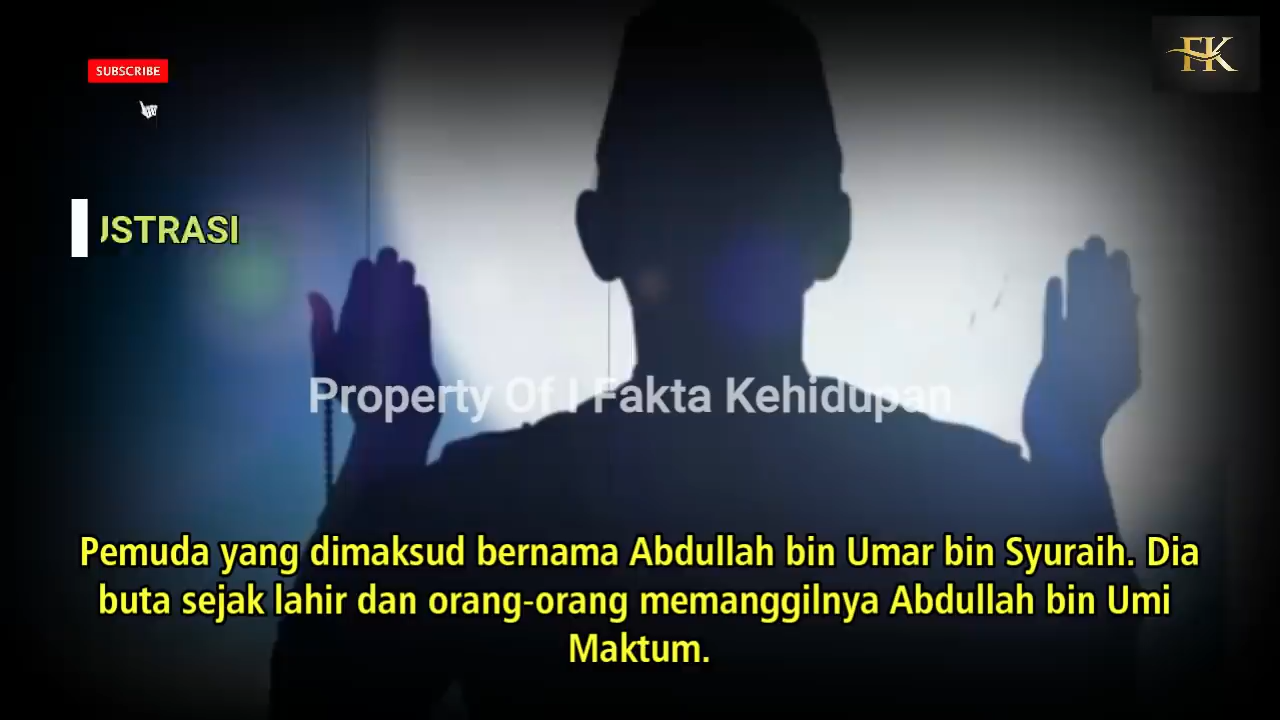 SUBSCRIBE
FK
USTRASI
Property Of I Fakta Kehidupan
Pemuda yang dimaksud bernama Abdullah bin Umar bin Syuraih. Dia
buta sejak lahir dan orang-orang memanggilnya Abdullah bin Umi
Maktum.